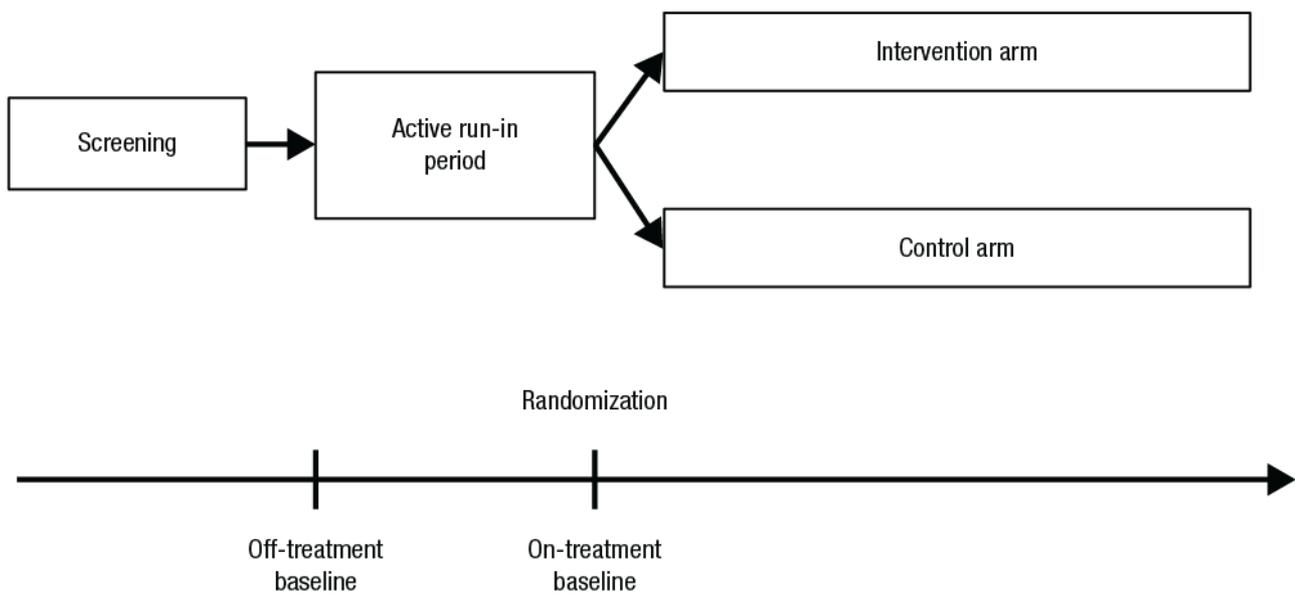 Intervention arm
Screening
Active run-in
period
Control arm
Randomization
Off-treatment
baseline
On-treatment
baseline